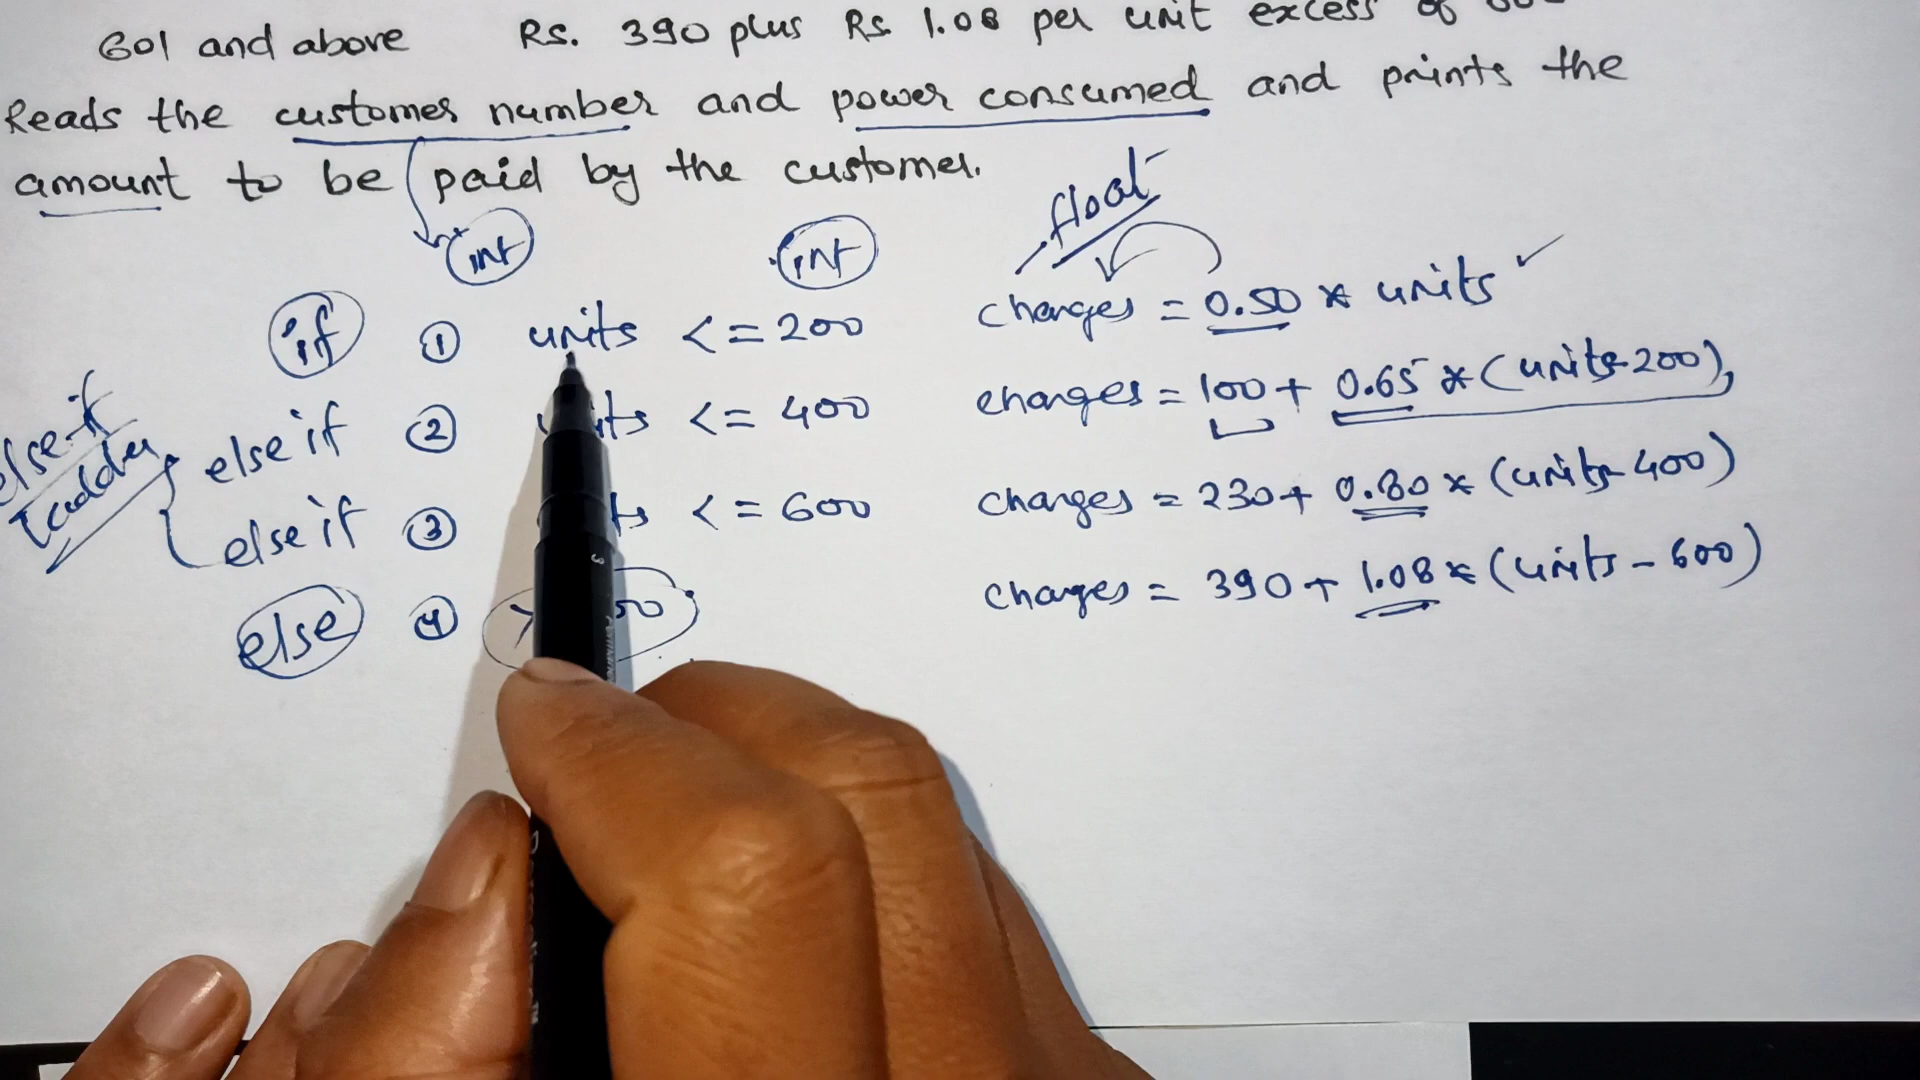 601 and above Rs. 390 plus Rs 1.08 per unit excess of
Reads the customer number and power consumed and prints the
amount to be paid by the customer.
int int float
if 1 units <= 200 charges = 0.50 * units ✓
else if 2 <= 400 charges = 100 + 0.65 * (units-200)
else if 3 <= 600 charges = 230 + 0.80 * (units-400)
else 4 > charges = 390 + 1.08 * (units - 600)
else-if
Ladder